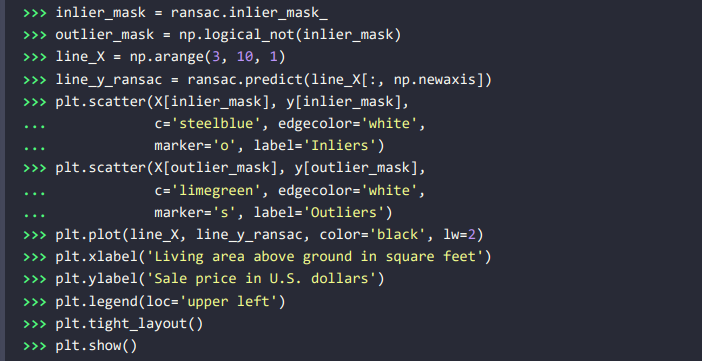 >>> inlier_mask = ransac.inlier_mask_
>>> outlier_mask = np.logical_not(inlier_mask)
>>> line_X = np.arange(3, 10, 1)
>>> line_y_ransac = ransac.predict(line_X[:, np.newaxis])
>>> plt.scatter(X[inlier_mask], y[inlier_mask],
...             c='steelblue', edgecolor='white',
...             marker='o', label='Inliers')
>>> plt.scatter(X[outlier_mask], y[outlier_mask],
...             c='limegreen', edgecolor='white',
...             marker='s', label='Outliers')
>>> plt.plot(line_X, line_y_ransac, color='black', lw=2)
>>> plt.xlabel('Living area above ground in square feet')
>>> plt.ylabel('Sale price in U.S. dollars')
>>> plt.legend(loc='upper left')
>>> plt.tight_layout()
>>> plt.show()